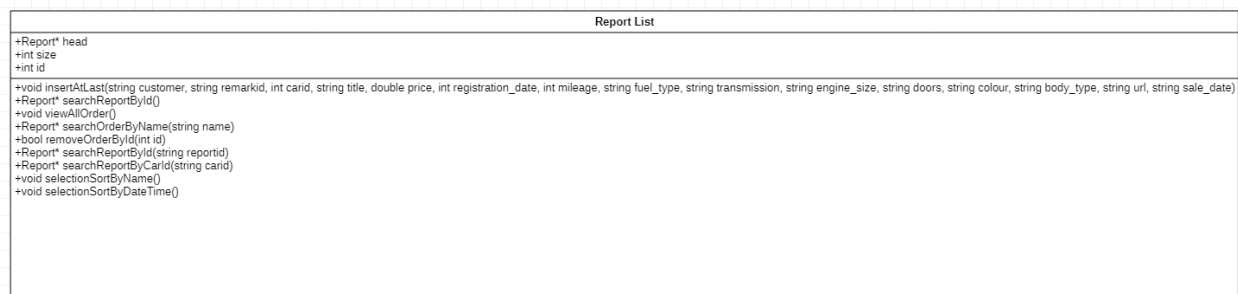 Report List
+Report* head
+int size
+int id
+void insertAtLast(string customer, string remarkid, int carid, string title, double price, int registration_date, int mileage, string fuel_type, string transmission, string engine_size, string doors, string colour, string body_type, string url, string sale_date)
+Report* searchReportById()
+void viewAllOrder()
+Report* searchOrderByName(string name)
+bool removeOrderById(int id)
+Report* searchReportById(string reportid)
+Report* searchReportByCarId(string carid)
+void selectionSortByName()
+void selectionSortByDateTime()